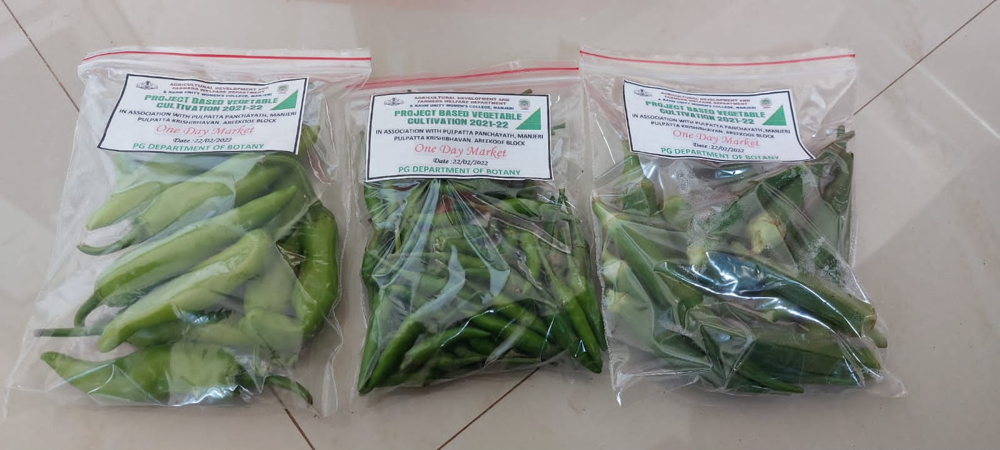 AGRICULTURAL DEVELOPMENT AND
FARMERS WELFARE DEPARTMENT
& KAHM UNITY WOMEN'S COLLEGE, MANJERI
PROJECT BASED VEGETABLE
CULTIVATION 2021-22
IN ASSOCIATION WITH PULPATTA PANCHAYATH, MANJERI
PULPATTA KRISHIBHAVAN, AREEKODE BLOCK
One Day Market
Date :22/02/2022
PG DEPARTMENT OF BOTANY
AGRICULTURAL DEVELOPMENT AND
FARMERS WELFARE DEPARTMENT
& KAHM UNITY WOMEN'S COLLEGE, MANJERI
PROJECT BASED VEGETABLE
CULTIVATION 2021-22
IN ASSOCIATION WITH PULPATTA PANCHAYATH, MANJERI
PULPATTA KRISHIBHAVAN, AREEKODE BLOCK
One Day Market
Date :22/02/2022
PG DEPARTMENT OF BOTANY
AGRICULTURAL DEVELOPMENT AND
FARMERS WELFARE DEPARTMENT
& KAHM UNITY WOMEN'S COLLEGE, MANJERI
PROJECT BASED VEGETABLE
CULTIVATION 2021-22
IN ASSOCIATION WITH PULPATTA PANCHAYATH, MANJERI
PULPATTA KRISHIBHAVAN, AREEKODE BLOCK
One Day Market
Date :22/02/2022
PG DEPARTMENT OF BOTANY